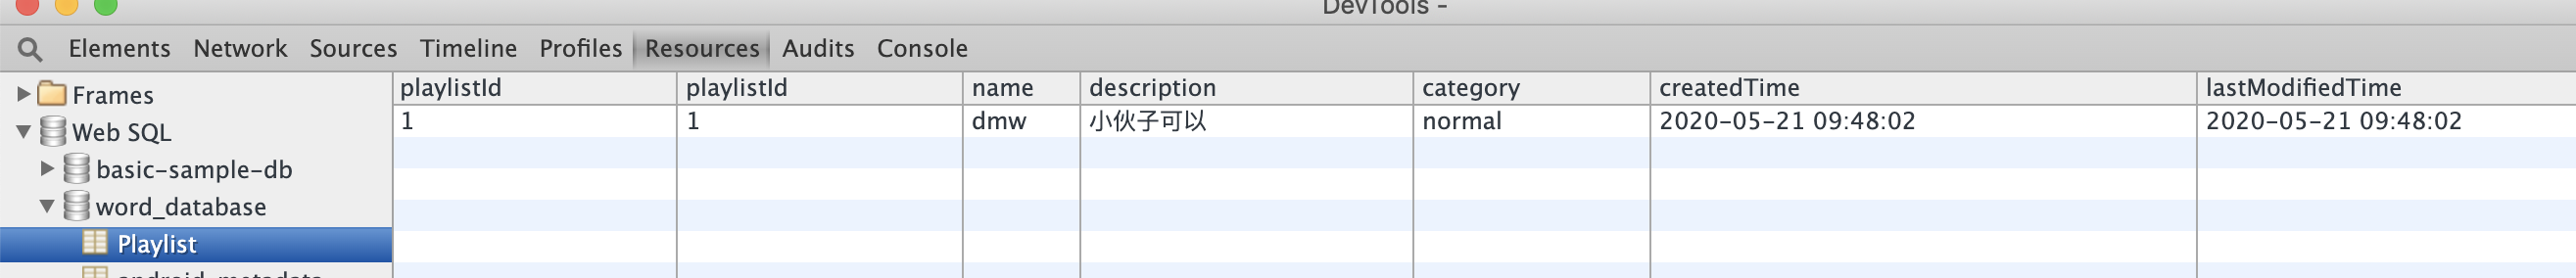 DevTools -
Elements Network Sources Timeline Profiles Resources Audits Console
Frames
Web SQL
basic-sample-db
word_database
Playlist
android_metadata
playlistId playlistId name description category createdTime lastModifiedTime
1 1 dmw 小伙子可以 normal 2020-05-21 09:48:02 2020-05-21 09:48:02